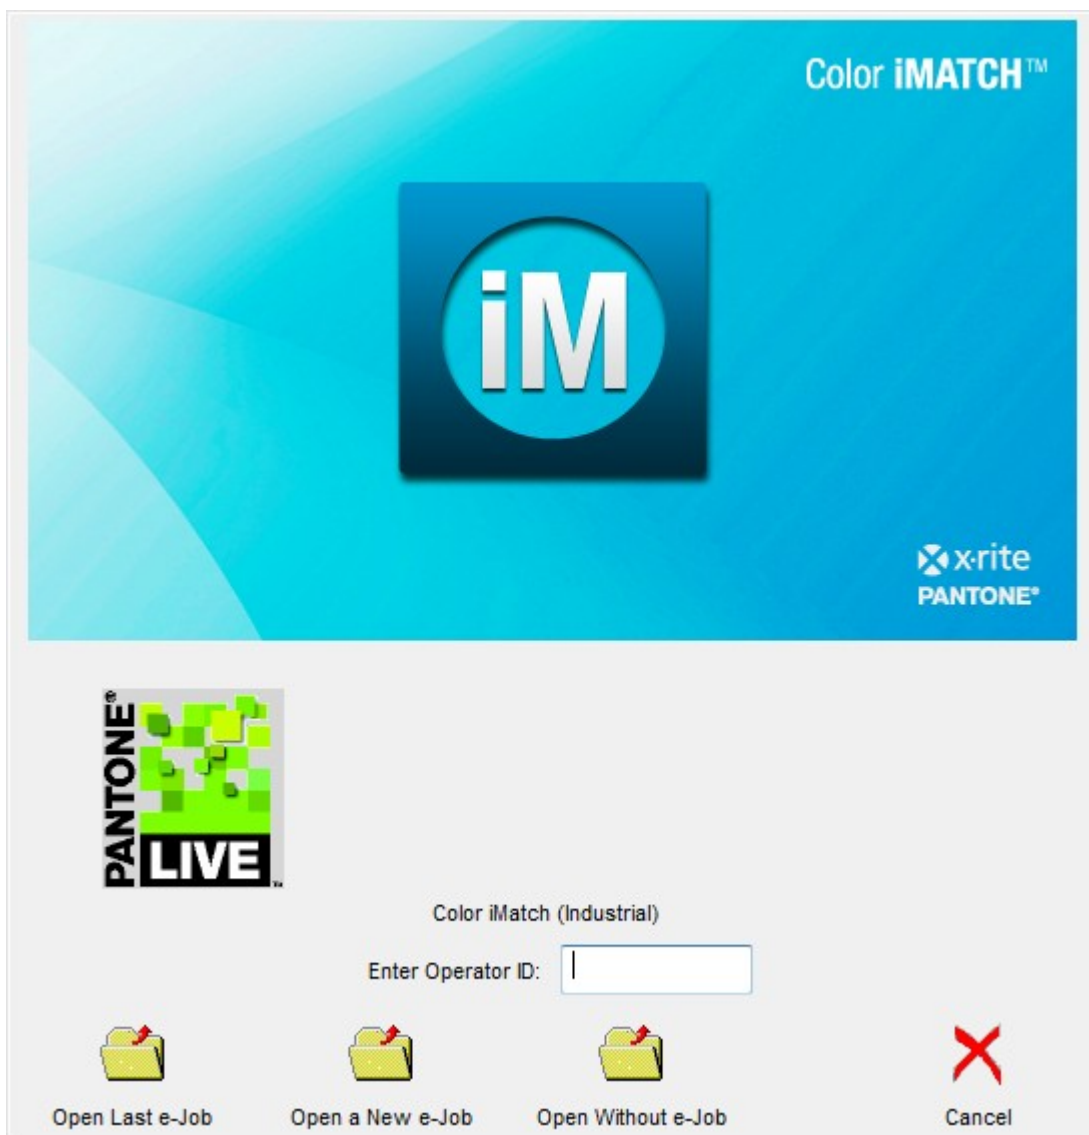 Color iMATCH™
iM
x·rite
PANTONE®
PANTONE®
LIVE™
Color iMatch (Industrial)
Enter Operator ID:
Open Last e-Job
Open a New e-Job
Open Without e-Job
Cancel